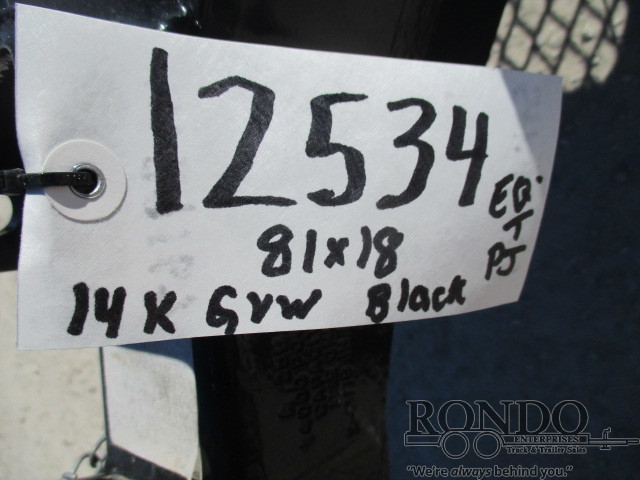 12534
EQ.
T
PJ
81x18
14K Gvw Black
RONDO
ENTERPRISES
Truck & Trailer Sales
"We're always behind you."